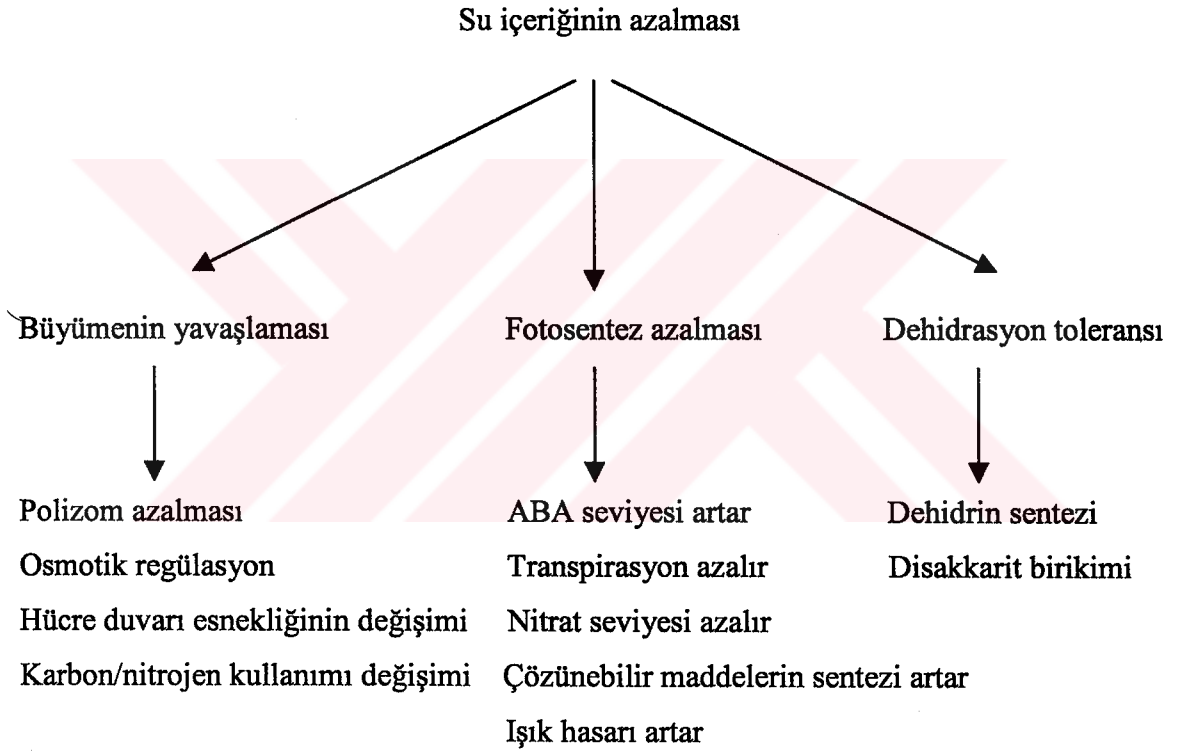 Su içeriğinin azalması
Büyümenin yavaşlaması
Fotosentez azalması
Dehidrasyon toleransı
Polizom azalması
Osmotik regülasyon
Hücre duvarı esnekliğinin değişimi
Karbon/nitrojen kullanımı değişimi
ABA seviyesi artar
Transpirasyon azalır
Nitrat seviyesi azalır
Çözünebilir maddelerin sentezi artar
Işık hasarı artar
Dehidrin sentezi
Disakkarit birikimi